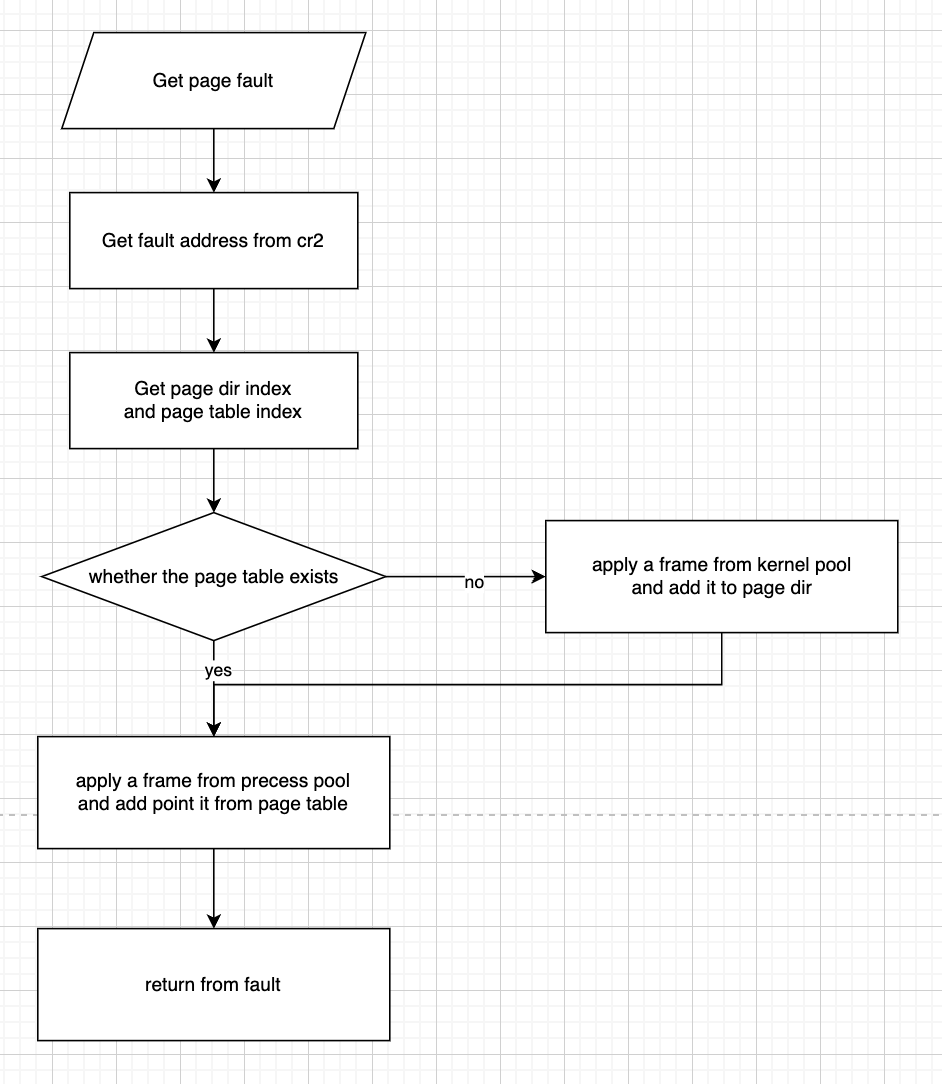 Get page fault
Get fault address from cr2
Get page dir index
and page table index
whether the page table exists
no
apply a frame from kernel pool
and add it to page dir
yes
apply a frame from precess pool
and add point it from page table
return from fault